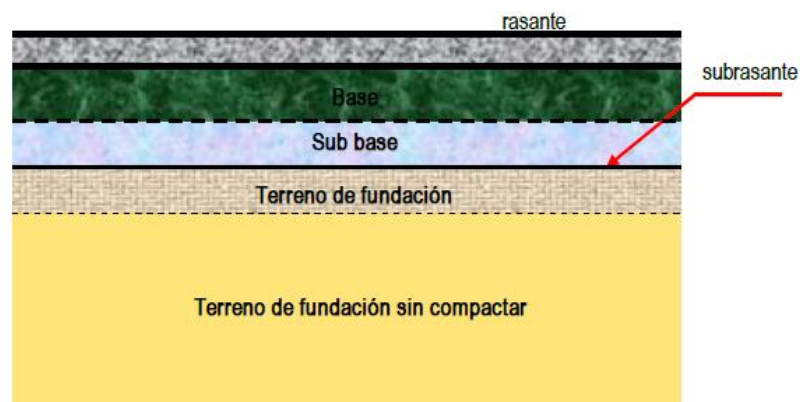 rasante
subrasante
Base
Sub base
Terreno de fundación
Terreno de fundación sin compactar